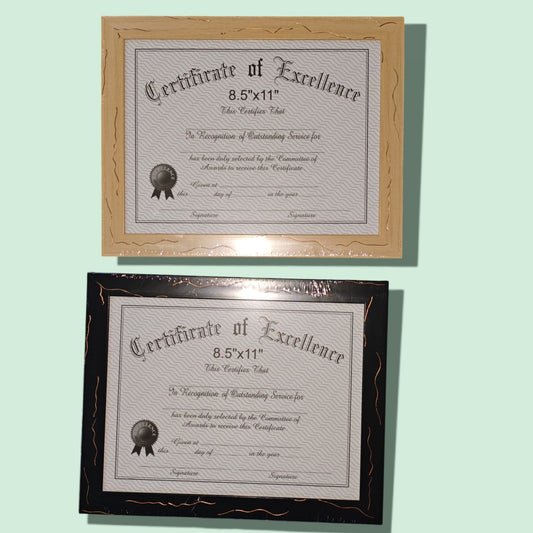 Certificate of Excellence
8.5"x11"
This Certifies That
In Recognition of Outstanding Service for
has been duly selected by the Committee of
Awards to receive this Certificate
Given at
this day of in the year
Signature Signature
Certificate of Excellence
8.5"x11"
This Certifies That
In Recognition of Outstanding Service for
has been duly selected by the Committee of
Awards to receive this Certificate
Given at
this day of in the year
Signature Signature